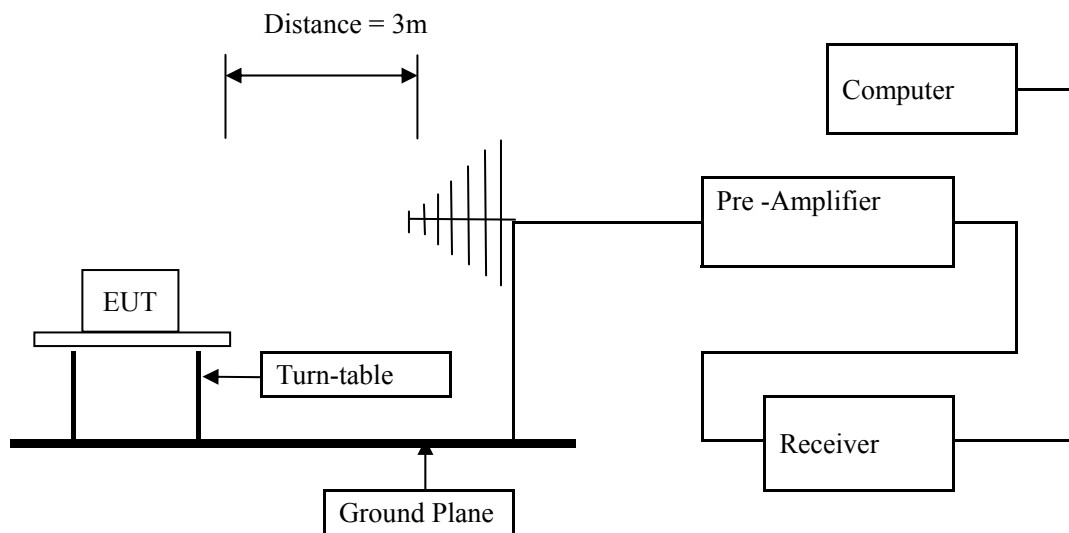 Distance = 3m
Computer
Pre -Amplifier
EUT
Turn-table
Receiver
Ground Plane